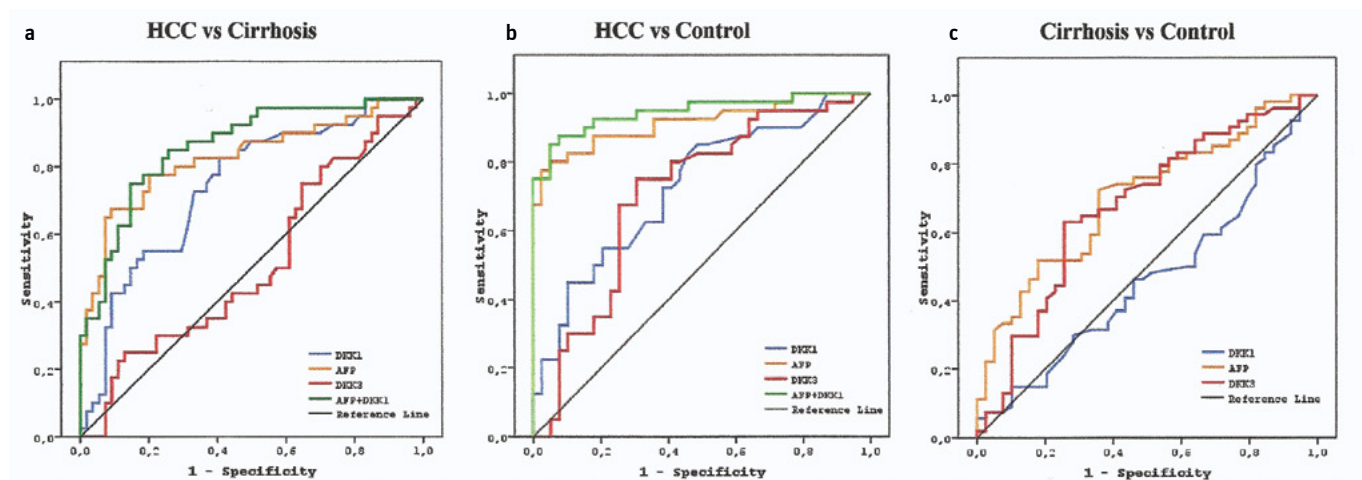 a
HCC vs Cirrhosis
Sensitivity
1,0
0,8
0,6
0,4
0,2
0,0
DKK1
AFP
DKK3
AFP+DKK1
Reference Line
0,0 0,2 0,4 0,6 0,8 1,0
1 - Specificity
b
HCC vs Control
Sensitivity
1,0
0,8
0,6
0,4
0,2
0,0
DKK1
AFP
DKK3
AFP+DKK1
Reference Line
0,0 0,2 0,4 0,6 0,8 1,0
1 - Specificity
c
Cirrhosis vs Control
Sensitivity
1,0
0,8
0,6
0,4
0,2
0,0
DKK1
AFP
DKK3
Reference Line
0,0 0,2 0,4 0,6 0,8 1,0
1 - Specificity